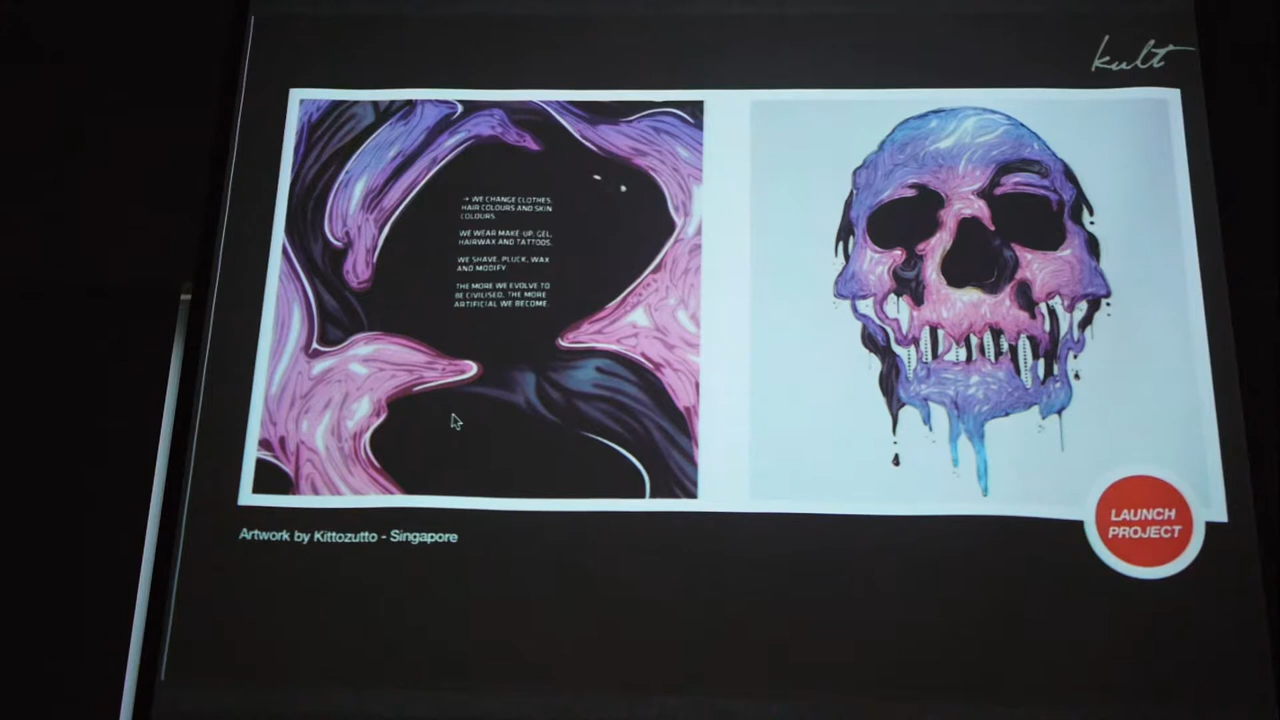 kult
→ WE CHANGE CLOTHES,
HAIR COLOURS AND SKIN
COLOURS.
WE WEAR MAKE-UP, GEL,
HAIRWAX AND TATTOOS.
WE SHAVE, PLUCK, WAX
AND MODIFY.
THE MORE WE EVOLVE TO
BE CIVILISED, THE MORE
ARTIFICIAL WE BECOME.
LAUNCH
PROJECT
Artwork by Kittozutto - Singapore